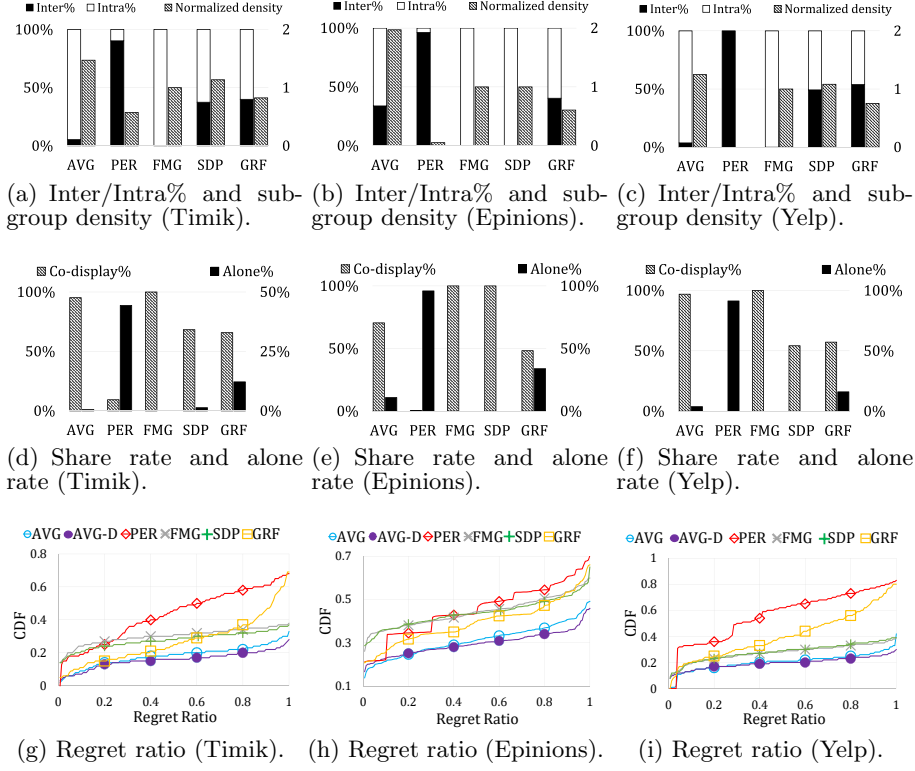 Inter% Intra% Normalized density
100% 2
50% 1
0% 0
AVG PER FMG SDP GRF
(a) Inter/Intra% and sub-
group density (Timik).
Inter% Intra% Normalized density
100% 2
50% 1
0% 0
AVG PER FMG SDP GRF
(b) Inter/Intra% and sub-
group density (Epinions).
Inter% Intra% Normalized density
100% 2
50% 1
0% 0
AVG PER FMG SDP GRF
(c) Inter/Intra% and sub-
group density (Yelp).
Co-display% Alone%
100% 50%
50% 25%
0% 0%
AVG PER FMG SDP GRF
(d) Share rate and alone
rate (Timik).
Co-display% Alone%
100% 100%
50% 50%
0% 0%
AVG PER FMG SDP GRF
(e) Share rate and alone
rate (Epinions).
Co-display% Alone%
100% 100%
50% 50%
0% 0%
AVG PER FMG SDP GRF
(f) Share rate and alone
rate (Yelp).
AVG AVG-D PER FMG SDP GRF
0.8
0.6
0.4
0.2
0
CDF
0 0.2 0.4 0.6 0.8 1
Regret Ratio
(g) Regret ratio (Timik).
AVG AVG-D PER FMG SDP GRF
0.7
0.5
0.3
0.1
CDF
0 0.2 0.4 0.6 0.8 1
Regret Ratio
(h) Regret ratio (Epinions).
AVG AVG-D PER FMG SDP GRF
1
0.8
0.6
0.4
0.2
0
CDF
0 0.2 0.4 0.6 0.8 1
Regret Ratio
(i) Regret ratio (Yelp).